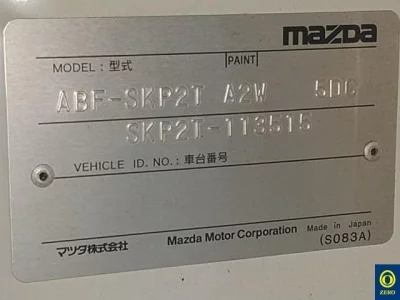 mazda
MODEL:型式 PAINT
ABF-SKP2T A2W 5DC
SKP2T-113515
VEHICLE ID. NO.:車台番号
マツダ株式会社 Mazda Motor Corporation Made in Japan
(S083A)
ZERO